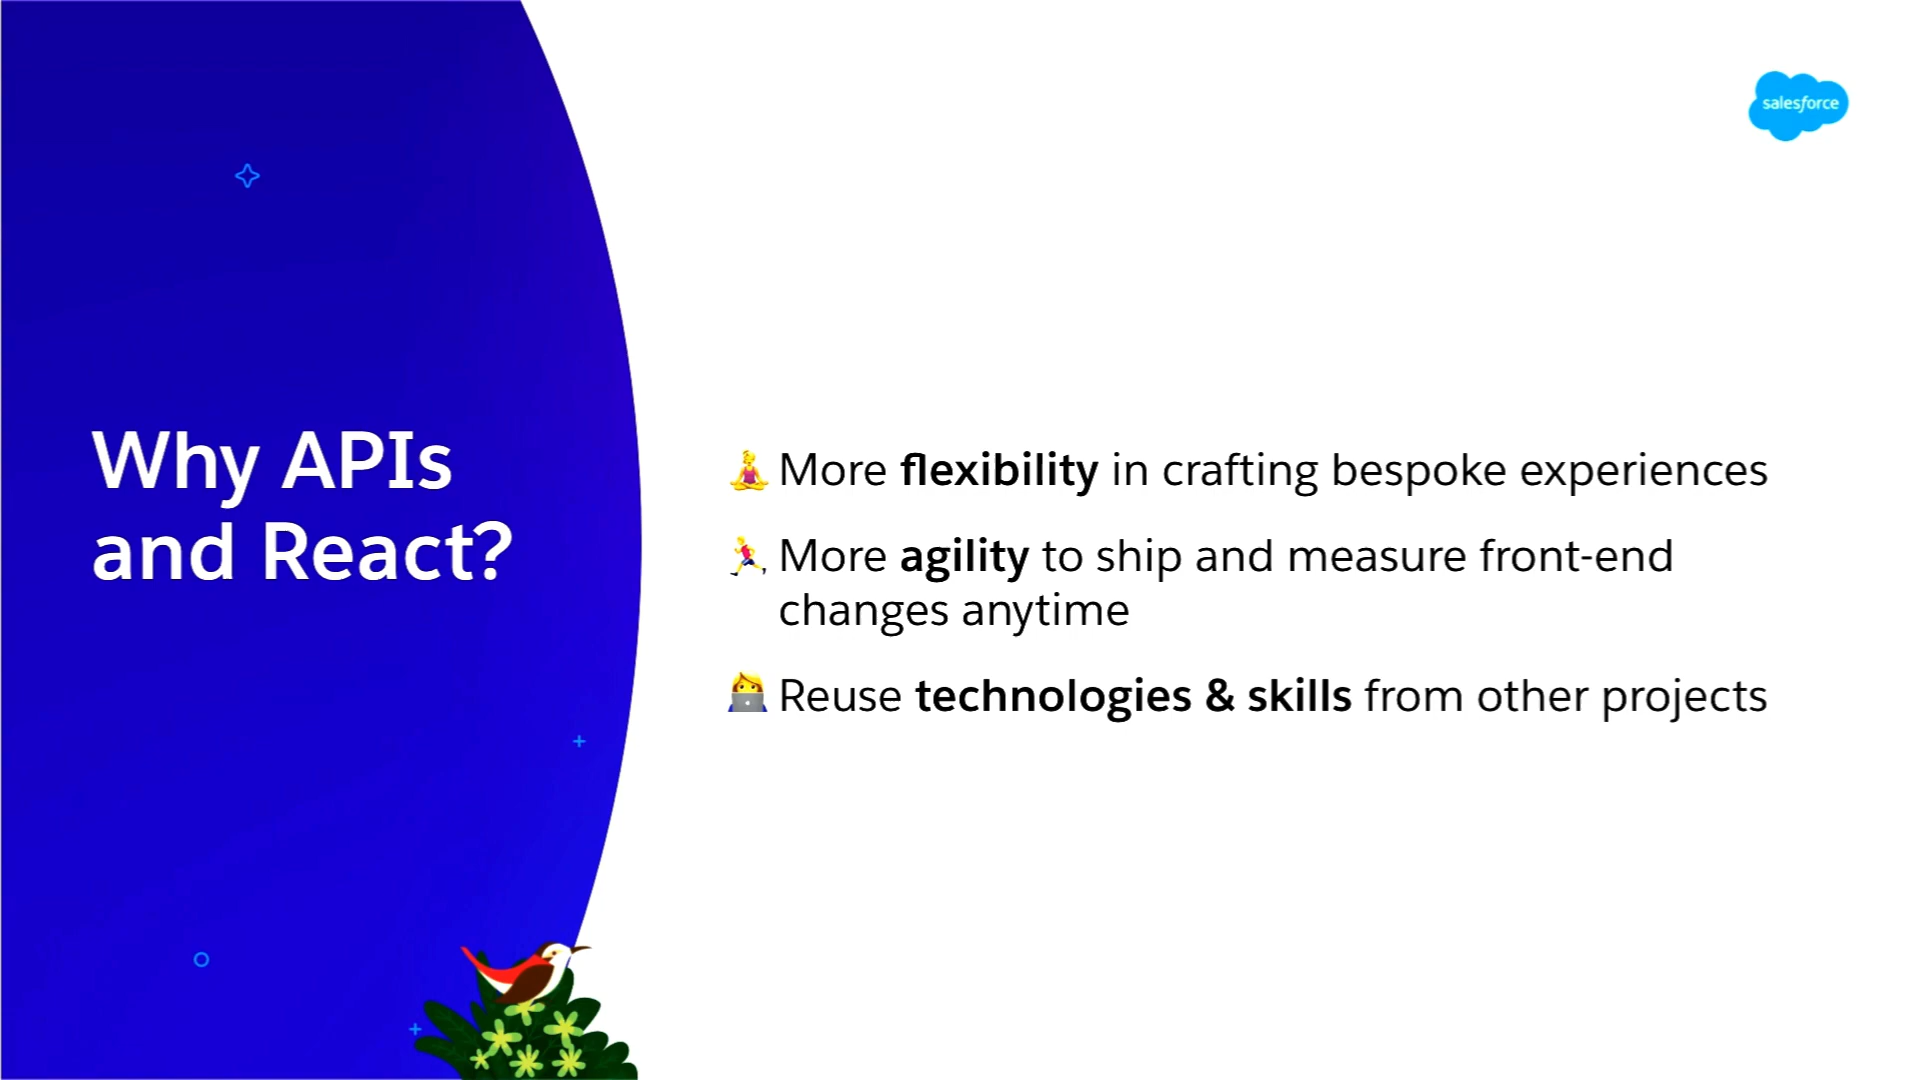 salesforce
Why APIs
and React?
More flexibility in crafting bespoke experiences
More agility to ship and measure front-end
changes anytime
Reuse technologies & skills from other projects